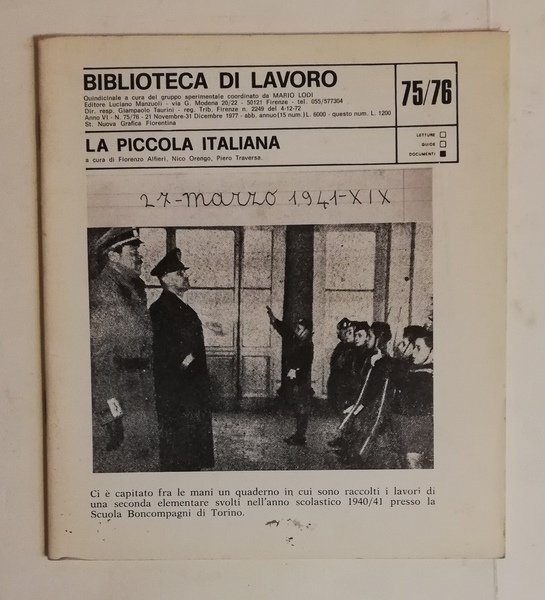 BIBLIOTECA DI LAVORO
Quindicinale a cura del gruppo sperimentale coordinato da MARIO LODI
Editore Luciano Manzuoli - via G. Modena 20/22 - 50121 Firenze - tel. 055/577304
Dir. resp. Giampaolo Taurini - reg. Trib. Firenze n. 2249 del 4-12-72
Anno VI - N. 75/76 - 21 Novembre-31 Dicembre 1977 - abb. annuo (15 num.) L. 6000 - questo num. L. 1200
St. Nuova Grafica Fiorentina
75/76
LA PICCOLA ITALIANA
a cura di Fiorenzo Alfieri, Nico Orengo, Piero Traversa.
LETTURE
GUIDE
DOCUMENTI
27-marzo 1941-XIX
Ci è capitato fra le mani un quaderno in cui sono raccolti i lavori di
una seconda elementare svolti nell'anno scolastico 1940/41 presso la
Scuola Boncompagni di Torino.